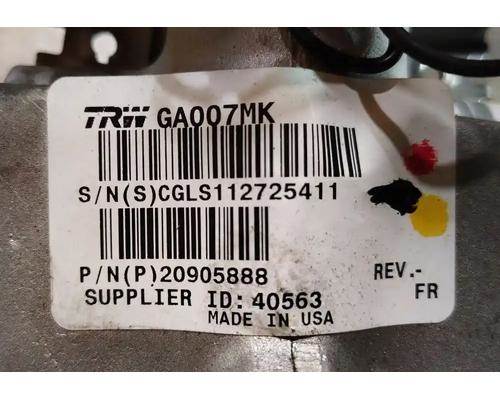 TRW GA007MK
S/N(S)CGLS112725411
P/N(P)20905888
REV.-
SUPPLIER ID: 40563
FR
MADE IN USA